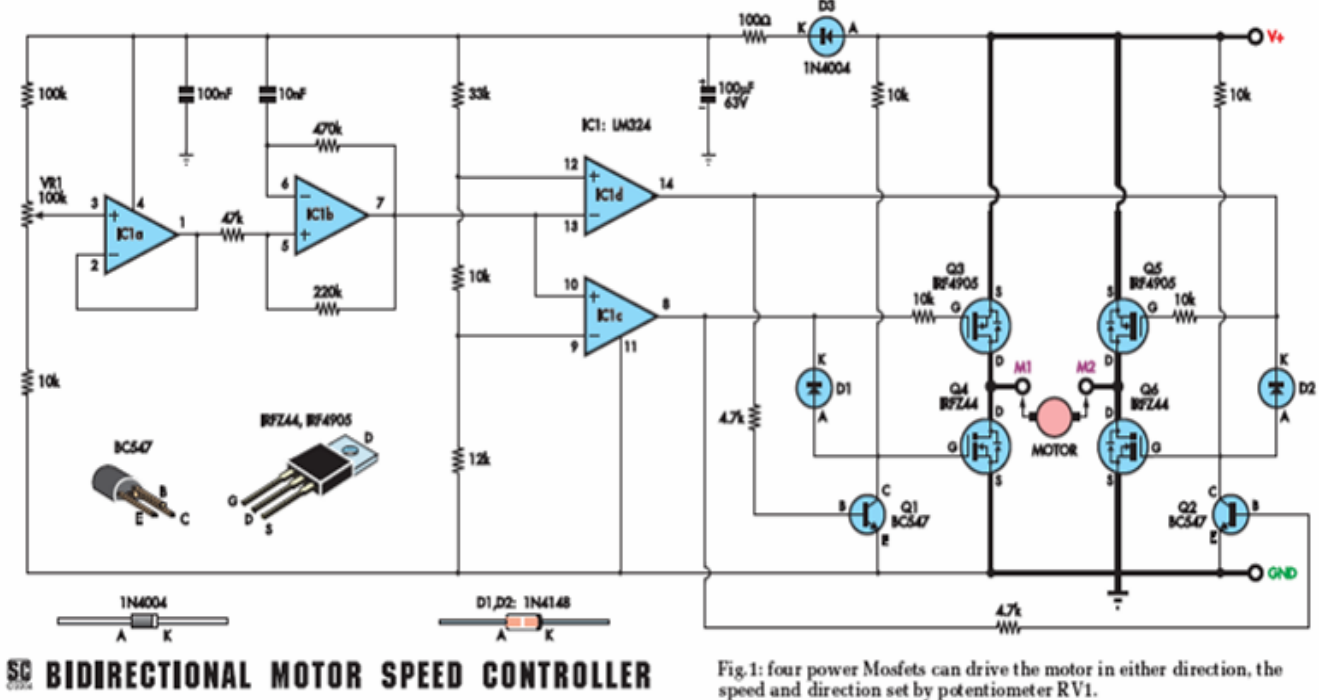 D3
100Ω
K
A
V+
1N4004
100k
100nF
10nF
33k
100µF
63V
10k
10k
470k
IC1: LM324
VR1
100k
3
4
+
IC1a
1
−
2
47k
6
−
IC1b
7
5
+
220k
12
+
IC1d
14
−
13
10k
10
+
IC1c
8
−
9
11
10k
Q3
IRF4905
S
G
D
Q5
IRF4905
S
G
D
10k
10k
K
D1
A
M1
M2
K
D2
A
Q4
IRFZ44
D
G
S
MOTOR
Q6
IRFZ44
D
G
S
4.7k
12k
BC547
B
E
C
IRFZ44, IRF4905
D
G
D
S
C
B
Q1
BC547
E
C
Q2
BC547
B
E
GND
4.7k
1N4004
A
K
D1,D2: 1N4148
A
K
SC
BIDIRECTIONAL MOTOR SPEED CONTROLLER
Fig.1: four power Mosfets can drive the motor in either direction, the
speed and direction set by potentiometer RV1.